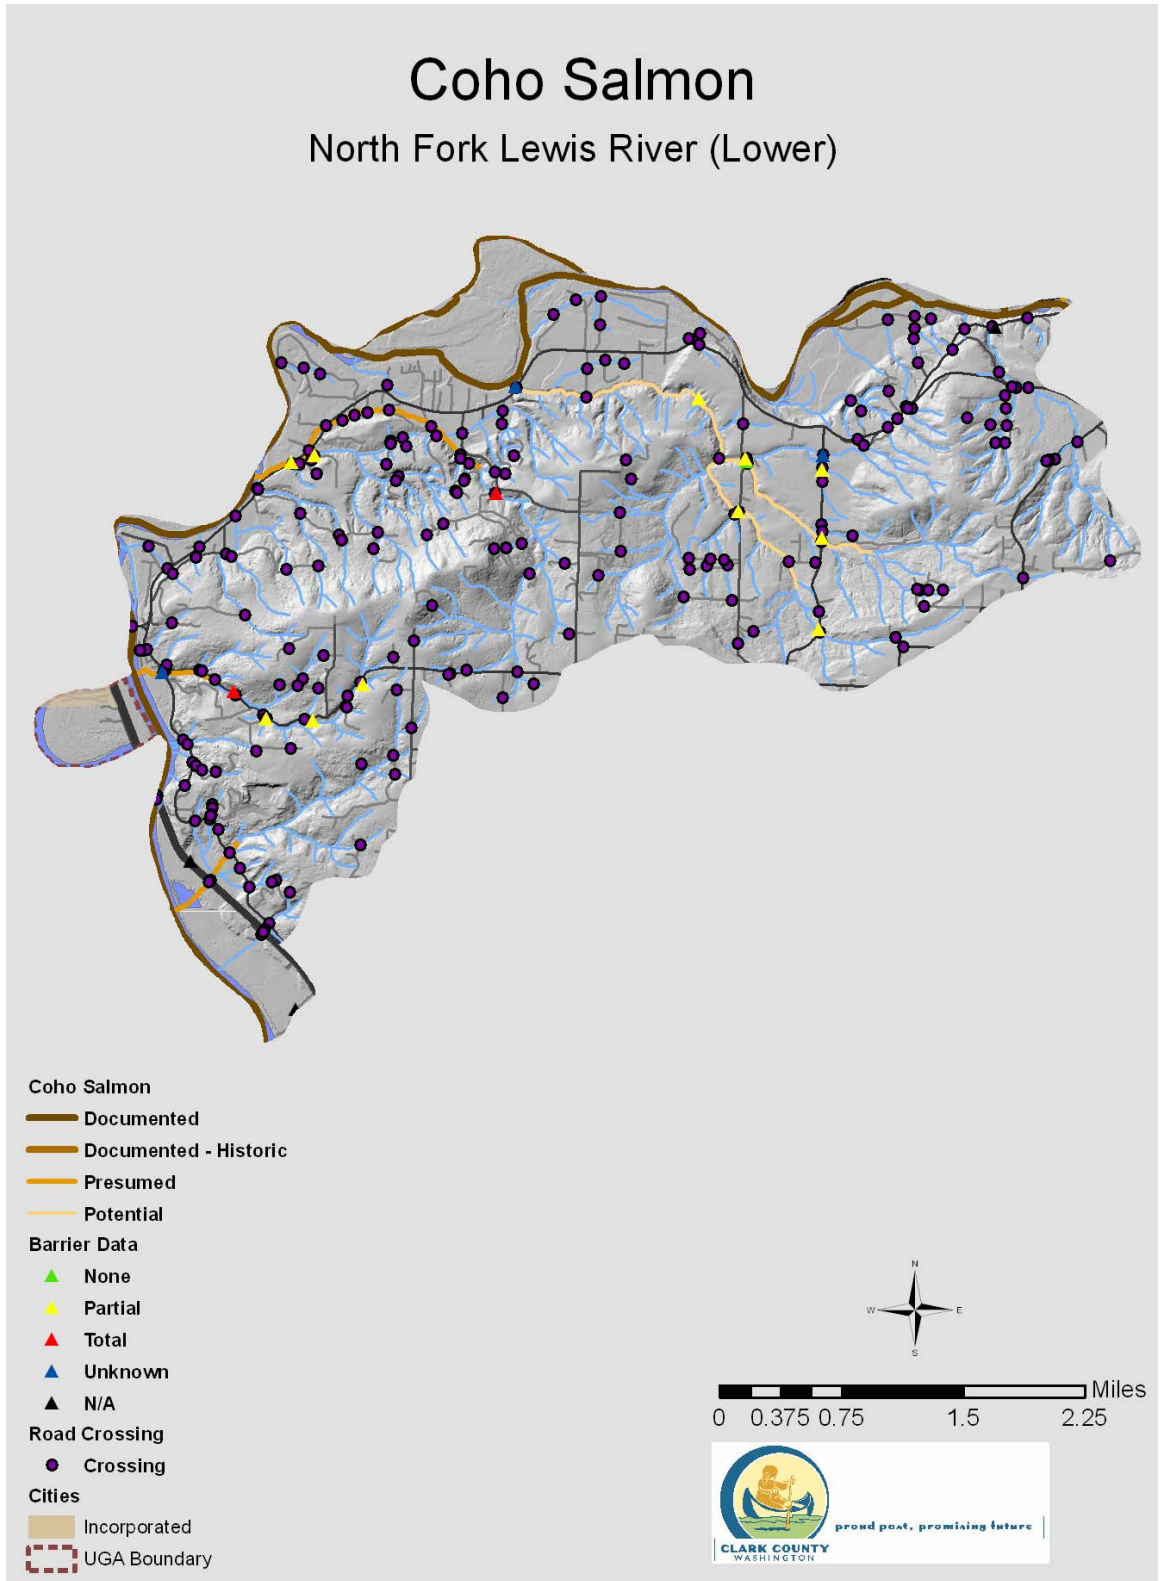 Coho Salmon
North Fork Lewis River (Lower)
Coho Salmon
Documented
Documented - Historic
Presumed
Potential
Barrier Data
None
Partial
Total
Unknown
N/A
Road Crossing
Crossing
Cities
Incorporated
UGA Boundary
N
W E
S
Miles
0 0.375 0.75 1.5 2.25
proud past, promising future
CLARK COUNTY
WASHINGTON